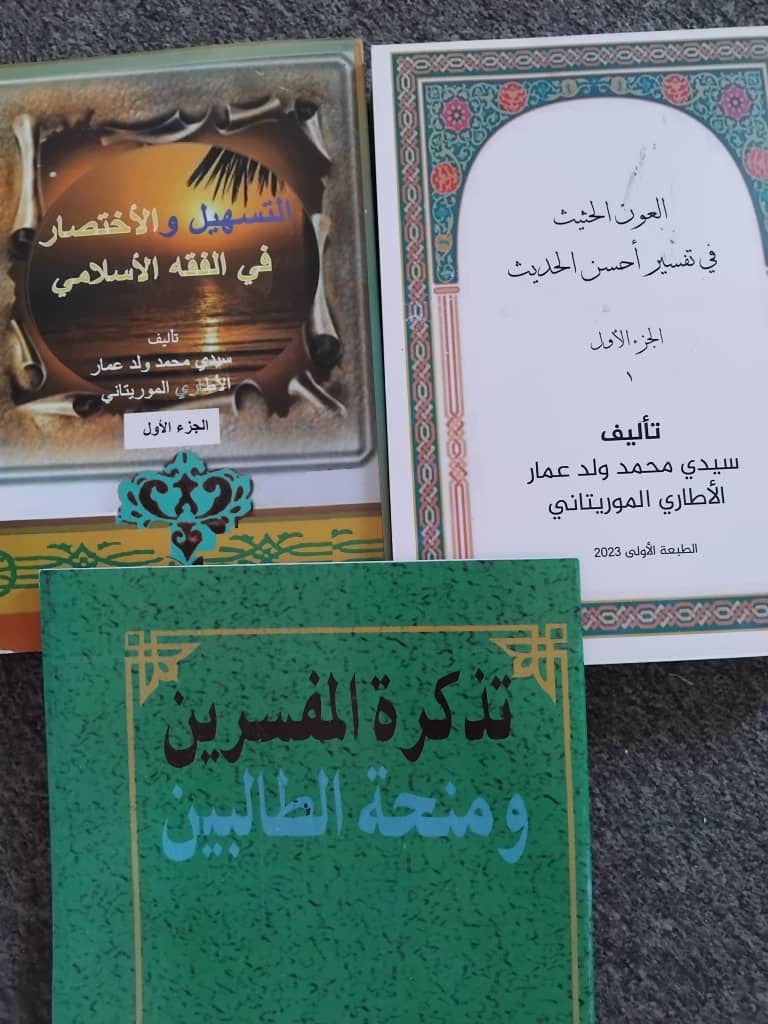 التسهيل والأختصار
في الفقه الأسلامي
تأليف
سيدي محمد ولد عمار
الأطاري الموريتاني
الجزء الأول
العون الحثيث
في تفسير أحسن الحديث
الجزء الأول
١
تأليف
سيدي محمد ولد عمار
الأطاري الموريتاني
الطبعة الأولى 2023
تذكرة المفسرين
ومنحة الطالبين